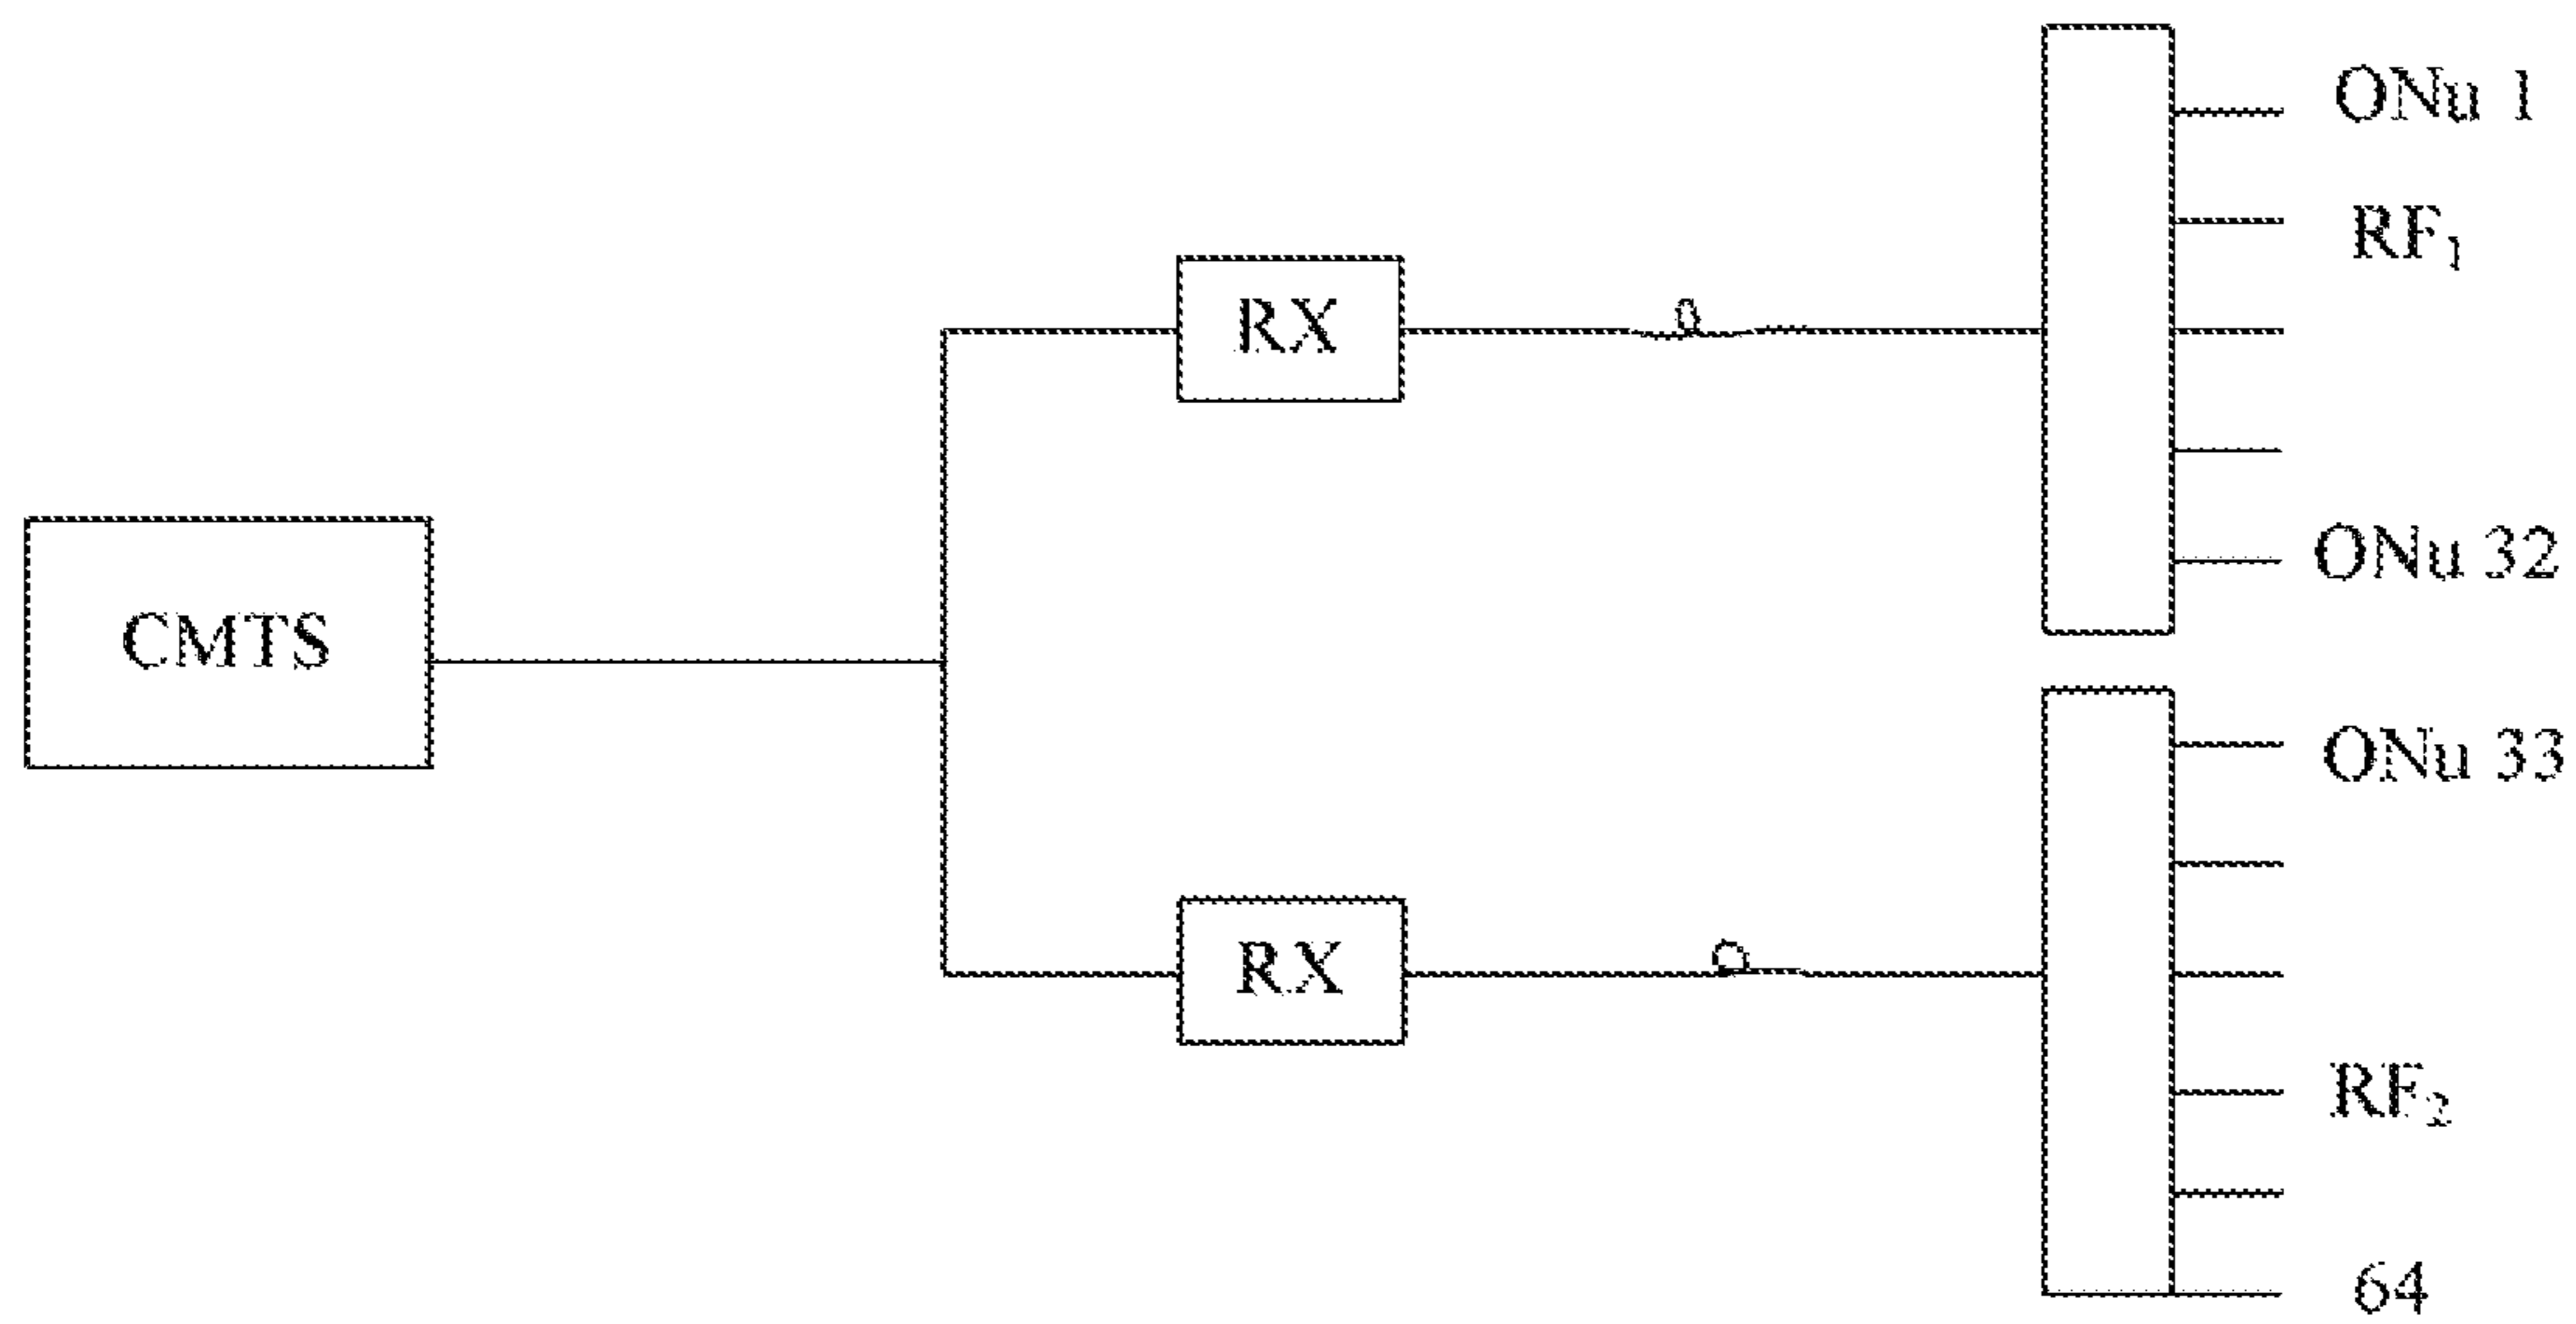 ONu 1
RF₁
RX
ONu 32
CMTS
ONu 33
RX
RF₂
64